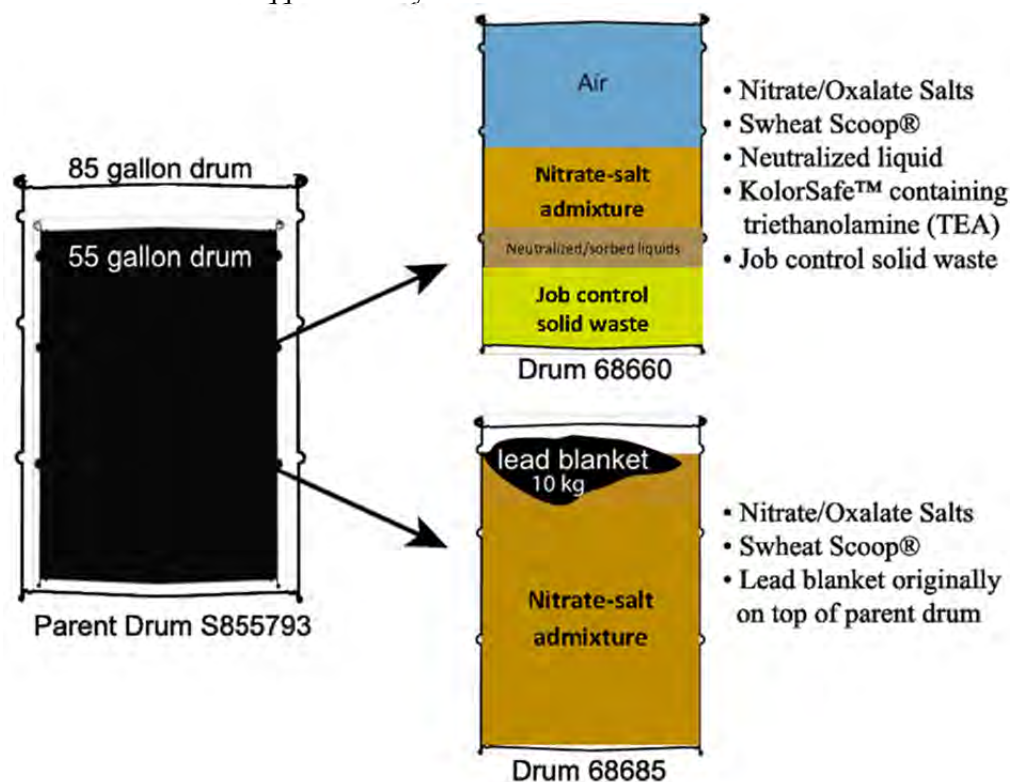 85 gallon drum
55 gallon drum
Parent Drum S855793
Air
Nitrate-salt
admixture
Neutralized/sorbed liquids
Job control
solid waste
Drum 68660
• Nitrate/Oxalate Salts
• Swheat Scoop®
• Neutralized liquid
• KolorSafe™ containing
triethanolamine (TEA)
• Job control solid waste
lead blanket
10 kg
Nitrate-salt
admixture
Drum 68685
• Nitrate/Oxalate Salts
• Swheat Scoop®
• Lead blanket originally
on top of parent drum